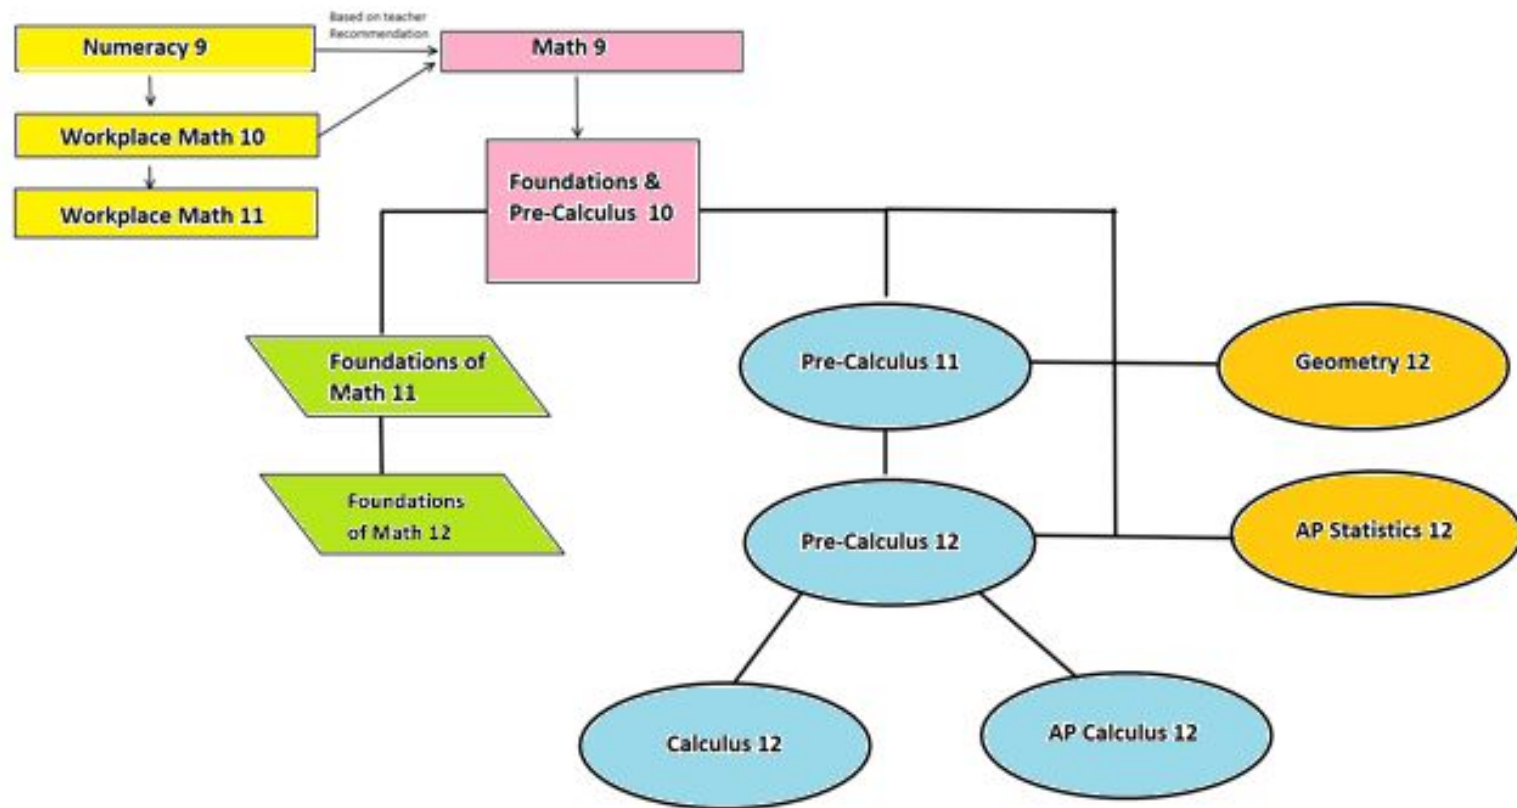 Based on teacher
Recommendation
Numeracy 9
Math 9
Workplace Math 10
Workplace Math 11
Foundations &
Pre-Calculus 10
Foundations of
Math 11
Foundations
of Math 12
Pre-Calculus 11
Geometry 12
Pre-Calculus 12
AP Statistics 12
Calculus 12
AP Calculus 12